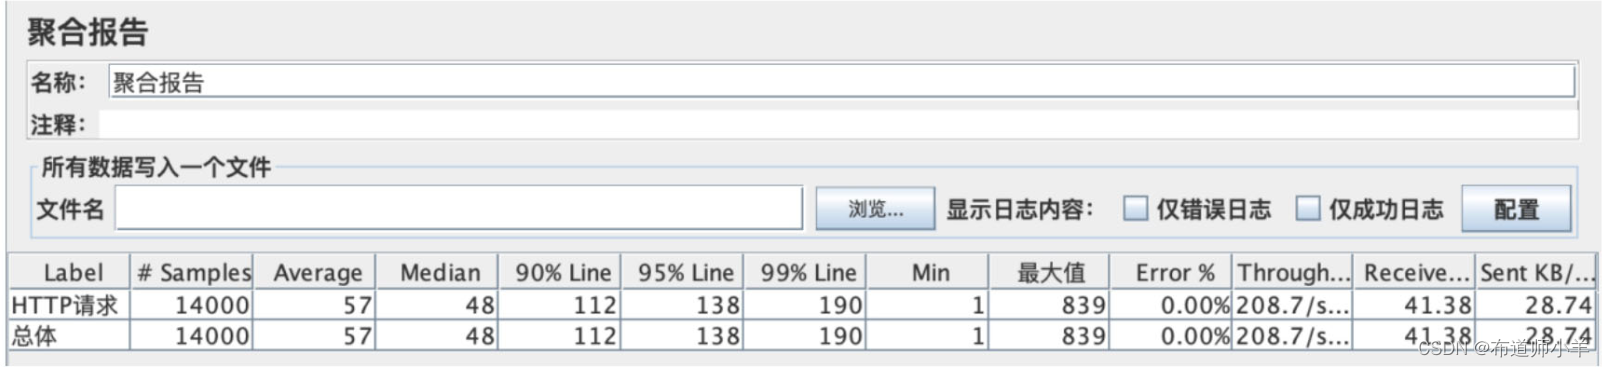 聚合报告
名称： 聚合报告
注释：
所有数据写入一个文件
文件名 浏览... 显示日志内容： 仅错误日志 仅成功日志 配置
Label # Samples Average Median 90% Line 95% Line 99% Line Min 最大值 Error % Through... Receive... Sent KB/...
HTTP请求 14000 57 48 112 138 190 1 839 0.00% 208.7/s... 41.38 28.74
总体 14000 57 48 112 138 190 1 839 0.00% 208.7/s... 41.38 28.74
CSDN @布道师小羊